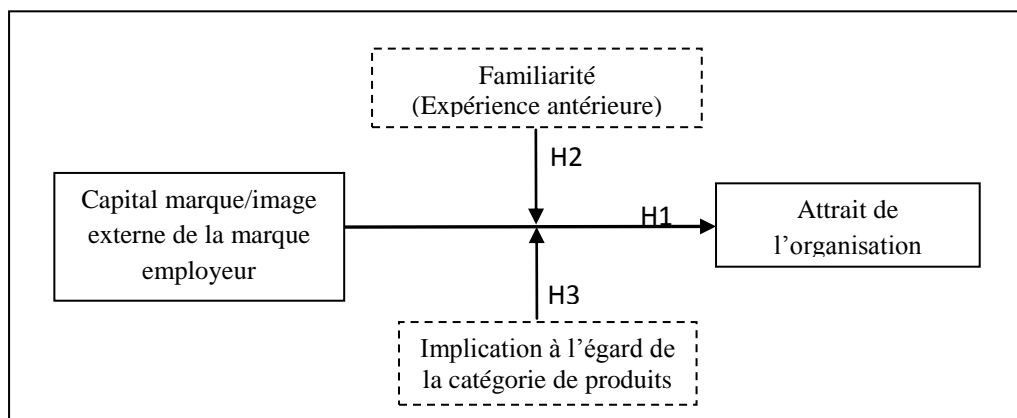 Familiarité
(Expérience antérieure)
H2
Capital marque/image
externe de la marque
employeur
H1
Attrait de
l’organisation
H3
Implication à l’égard de
la catégorie de produits